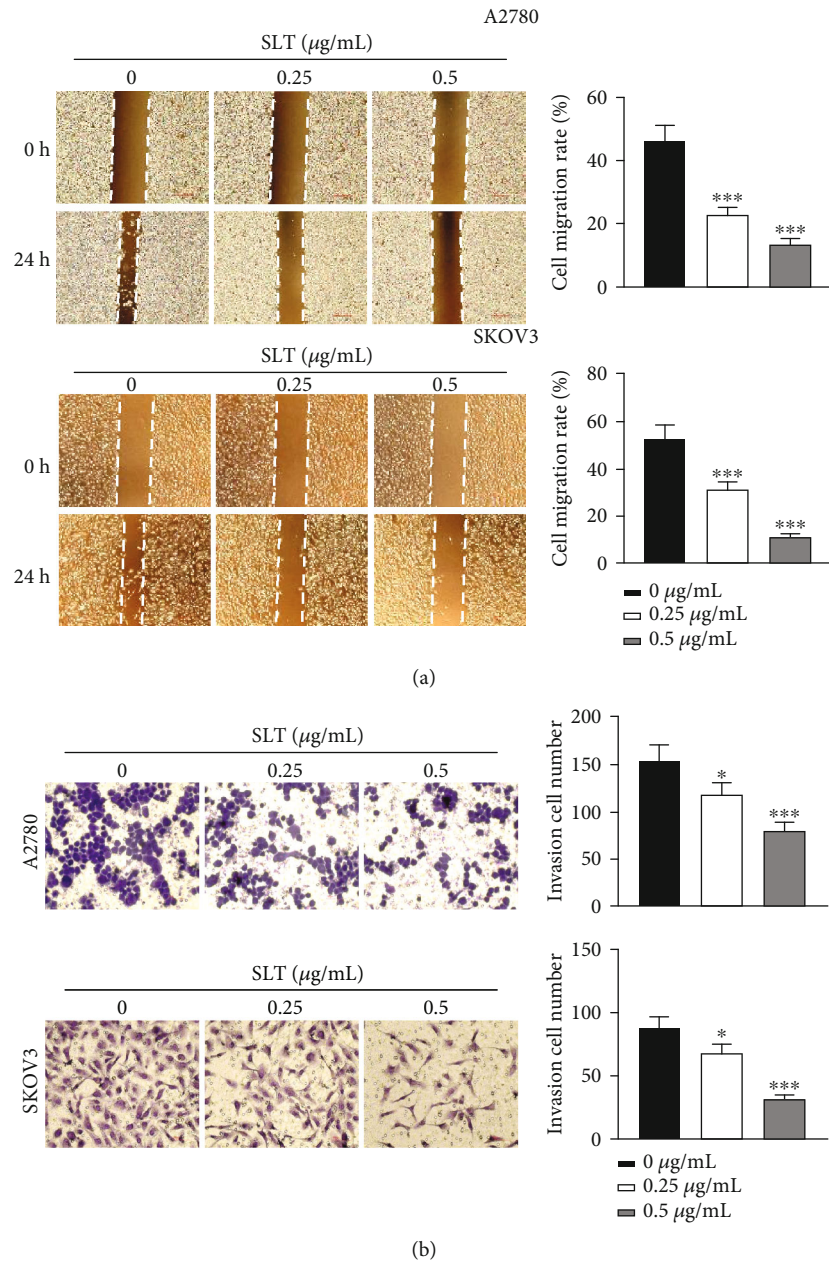 A2780
SLT (µg/mL)
0 0.25 0.5
0 h
24 h
Cell migration rate (%)
60
40
20
0
***
***
SKOV3
SLT (µg/mL)
0 0.25 0.5
0 h
24 h
Cell migration rate (%)
80
60
40
20
0
***
***
0 µg/mL
0.25 µg/mL
0.5 µg/mL
(a)
SLT (µg/mL)
0 0.25 0.5
A2780
Invasion cell number
200
150
100
50
0
*
***
SLT (µg/mL)
0 0.25 0.5
SKOV3
Invasion cell number
150
100
50
0
*
***
0 µg/mL
0.25 µg/mL
0.5 µg/mL
(b)